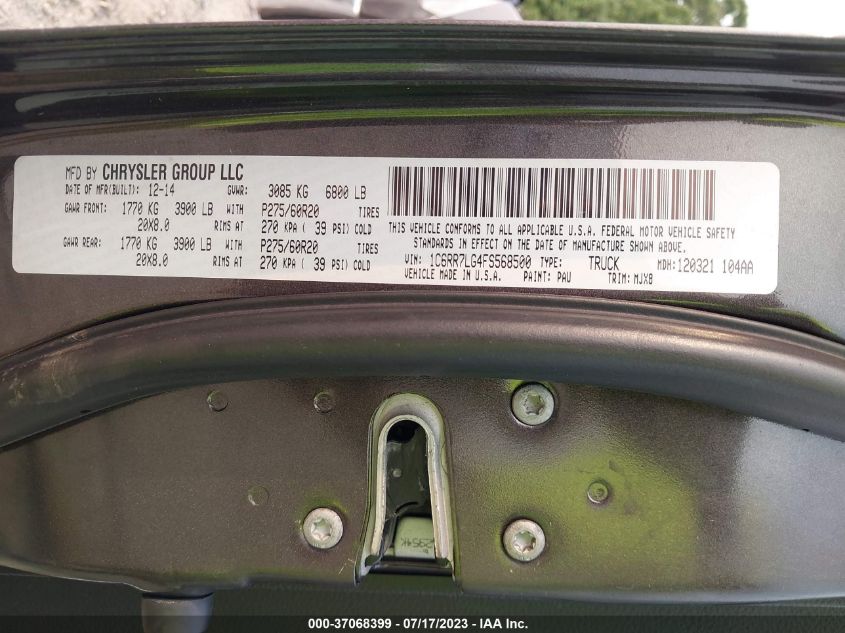 MFD BY CHRYSLER GROUP LLC
DATE OF MFR(BUILT): 12-14 GVWR: 3085 KG 6800 LB
GAWR FRONT: 1770 KG 3900 LB WITH P275/60R20 TIRES
20X8.0 RIMS AT 270 KPA ( 39 PSI) COLD
GAWR REAR: 1770 KG 3900 LB WITH P275/60R20 TIRES
20X8.0 RIMS AT 270 KPA ( 39 PSI) COLD
THIS VEHICLE CONFORMS TO ALL APPLICABLE U.S.A. FEDERAL MOTOR VEHICLE SAFETY
STANDARDS IN EFFECT ON THE DATE OF MANUFACTURE SHOWN ABOVE.
VIN: 1C6RR7LG4FS568500 TYPE: TRUCK MDH:120321 104AA
VEHICLE MADE IN U.S.A. PAINT: PAU TRIM: MJX8
000-37068399 - 07/17/2023 - IAA Inc.